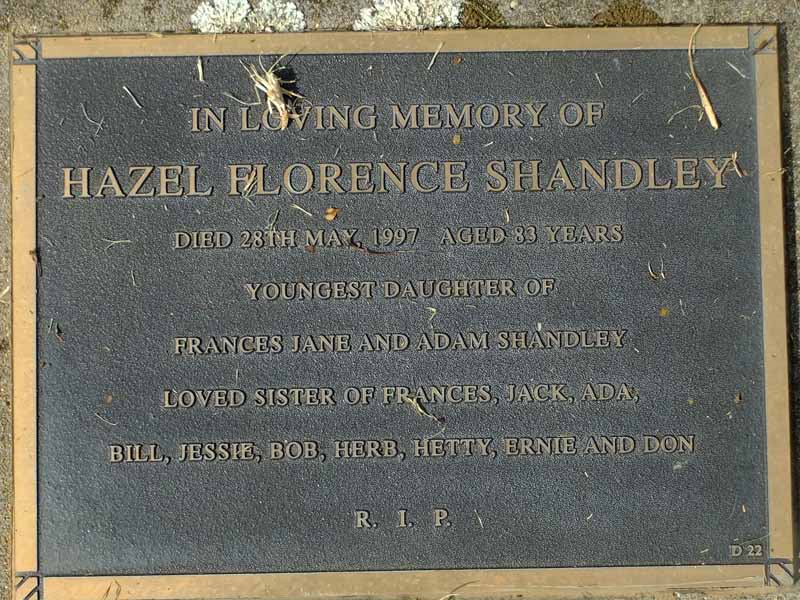 IN LOVING MEMORY OF
HAZEL FLORENCE SHANDLEY
DIED 28TH MAY, 1997 AGED 83 YEARS
YOUNGEST DAUGHTER OF
FRANCES JANE AND ADAM SHANDLEY
LOVED SISTER OF FRANCES, JACK, ADA,
BILL, JESSIE, BOB, HERB, HETTY, ERNIE AND DON
R. I. P.
D 22